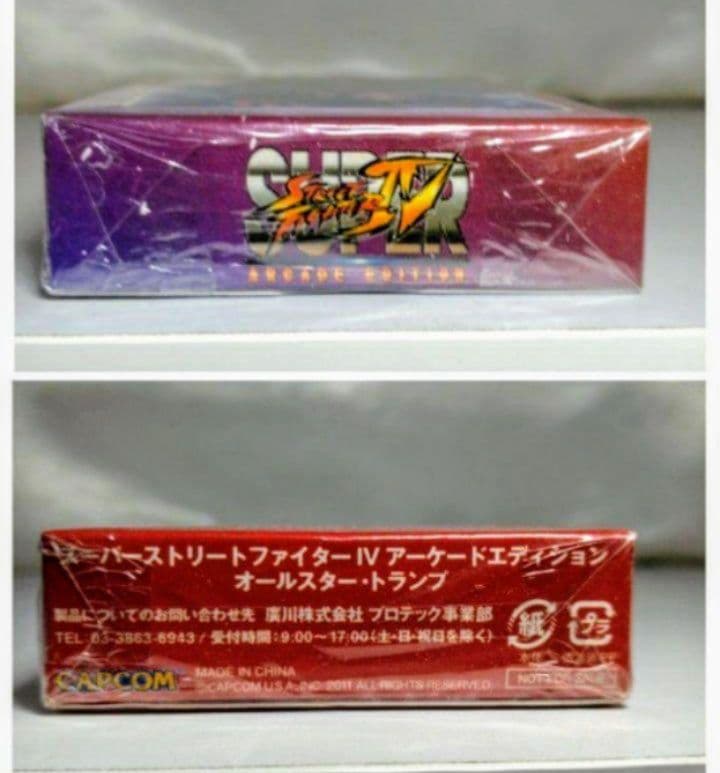 SUPER
STREET
FIGHTER IV
ARCADE EDITION
スーパーストリートファイターIV アーケードエディション
オールスター・トランプ
製品についてのお問い合わせ先 廣川株式会社 プロテック事業部
TEL:03-3863-6943/受付時間:9:00〜17:00(土・日・祝日を除く)
紙
プラ
CAPCOM
MADE IN CHINA
©CAPCOM U.S.A., INC. 2011 ALL RIGHTS RESERVED.
NOT FOR SALE